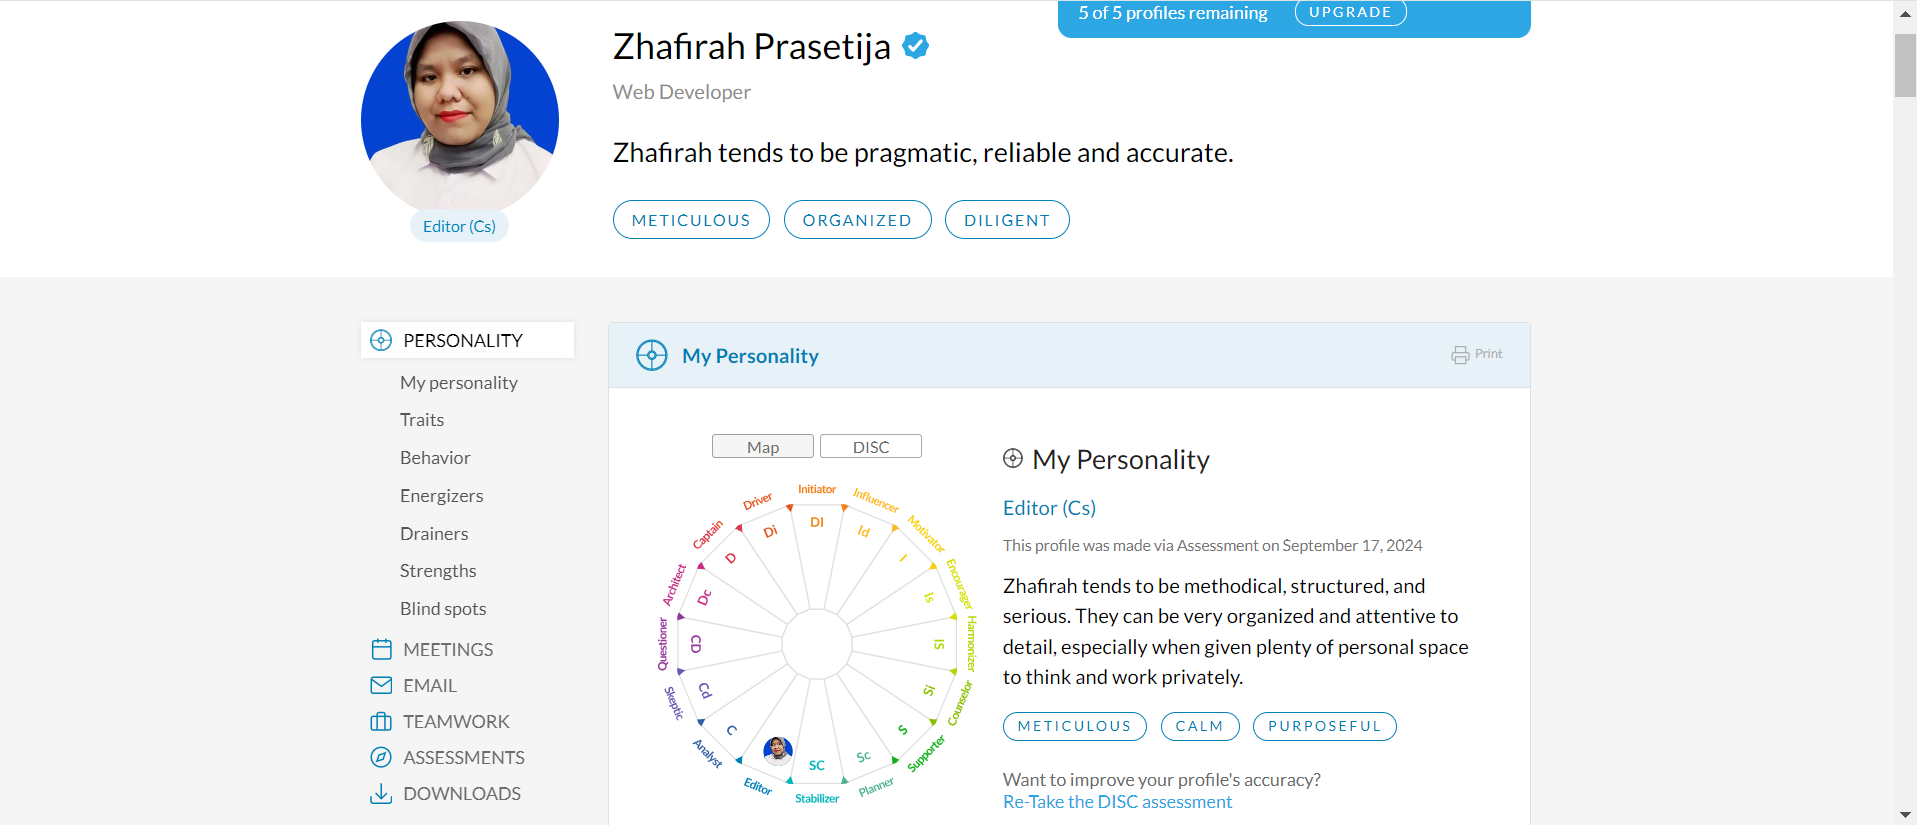 5 of 5 profiles remaining
UPGRADE
Zhafirah Prasetija
Web Developer
Zhafirah tends to be pragmatic, reliable and accurate.
METICULOUS
ORGANIZED
DILIGENT
Editor (Cs)
PERSONALITY
My personality
Traits
Behavior
Energizers
Drainers
Strengths
Blind spots
MEETINGS
EMAIL
TEAMWORK
ASSESSMENTS
DOWNLOADS
My Personality
Print
Map
DISC
Initiator
Influencer
Motivator
Encourager
Harmonizer
Counselor
Supporter
Planner
Stabilizer
Editor
Analyst
Skeptic
Questioner
Architect
Captain
Driver
DI
Id
I
Is
IS
Si
S
Sc
SC
C
Cd
CD
Dc
D
Di
My Personality
Editor (Cs)
This profile was made via Assessment on September 17, 2024
Zhafirah tends to be methodical, structured, and
serious. They can be very organized and attentive to
detail, especially when given plenty of personal space
to think and work privately.
METICULOUS
CALM
PURPOSEFUL
Want to improve your profile's accuracy?
Re-Take the DISC assessment